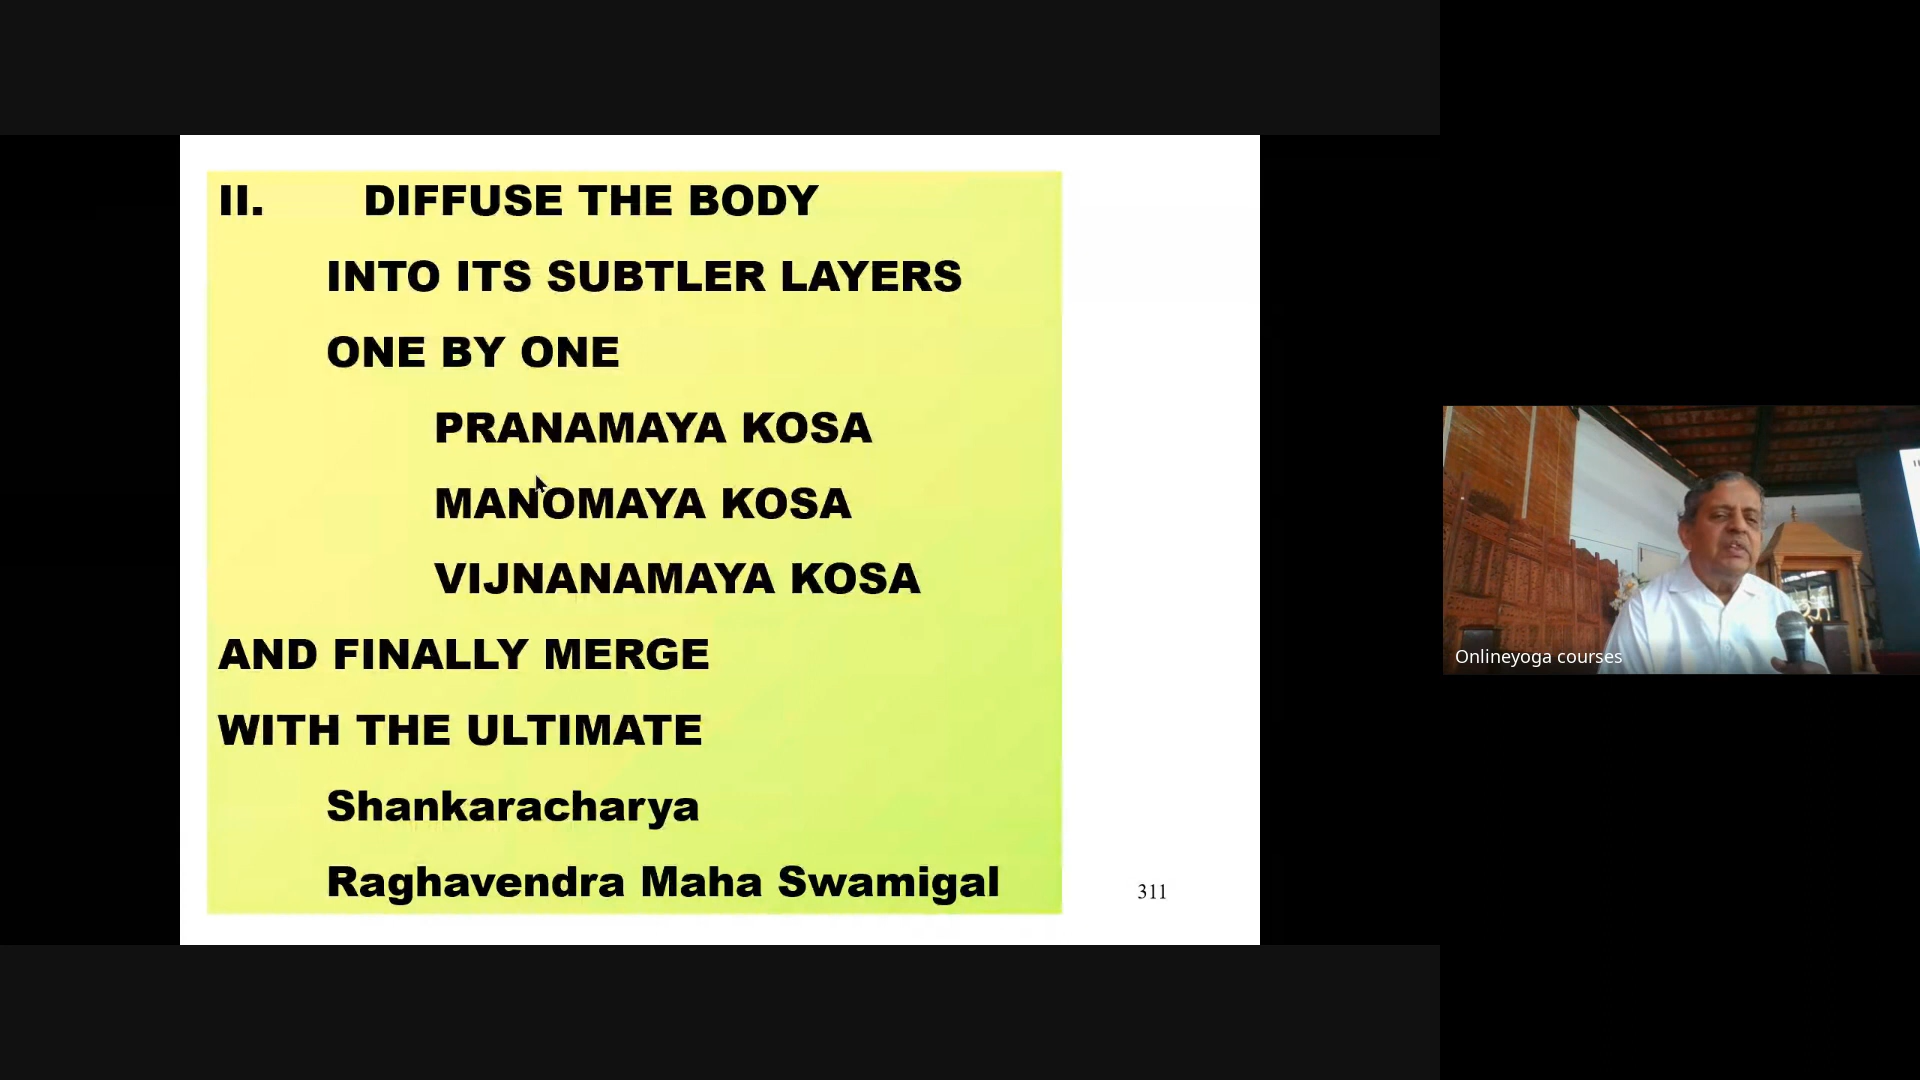 II. DIFFUSE THE BODY
INTO ITS SUBTLER LAYERS
ONE BY ONE
PRANAMAYA KOSA
MANOMAYA KOSA
VIJNANAMAYA KOSA
AND FINALLY MERGE
WITH THE ULTIMATE
Shankaracharya
Raghavendra Maha Swamigal
311
Onlineyoga courses